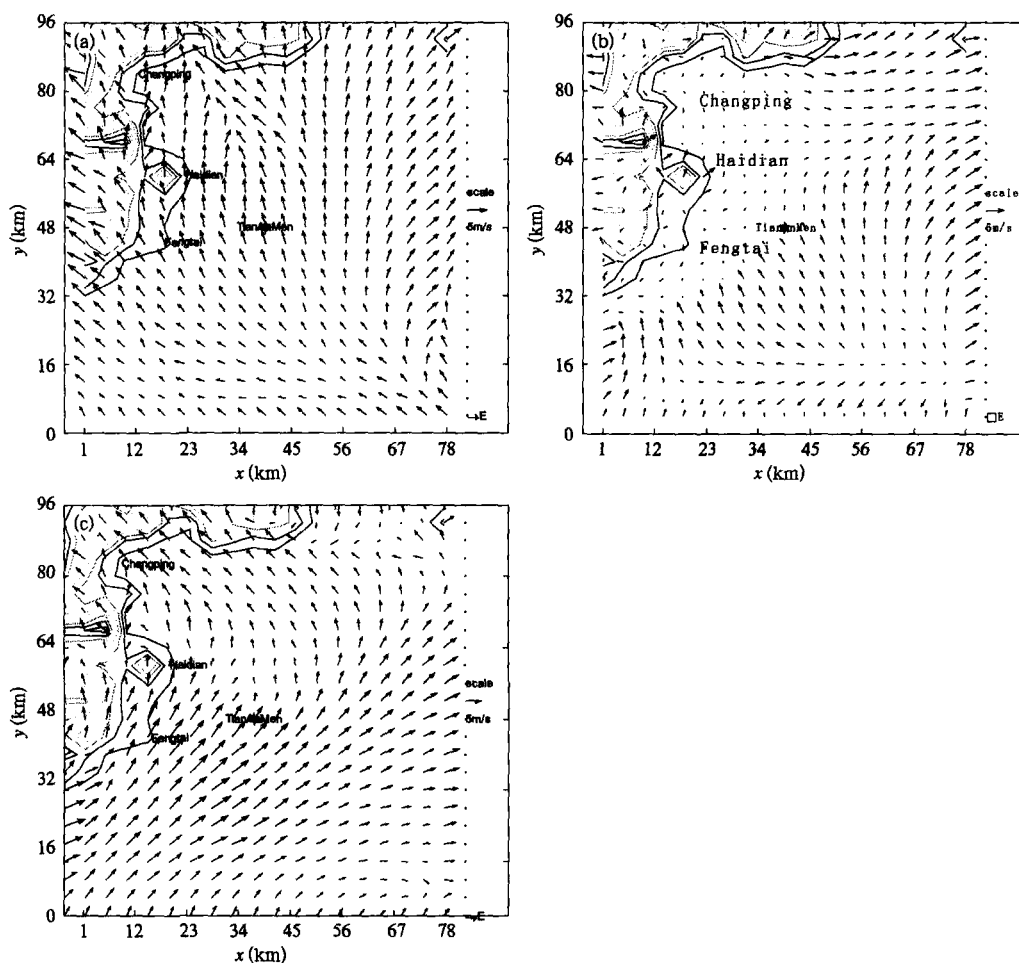 (a)
96
80
64
48
32
16
0
y (km)
1 12 23 34 45 56 67 78
x (km)
Changping
Haidian
TianAnMen
Fengtai
scale
5m/s
E
(b)
96
80
64
48
32
16
0
y (km)
1 12 23 34 45 56 67 78
x (km)
Changping
Haidian
TianAnMen
Fengtai
scale
5m/s
E
(c)
96
80
64
48
32
16
0
y (km)
1 12 23 34 45 56 67 78
x (km)
Changping
Haidian
TianAnMen
Fengtai
scale
5m/s
E